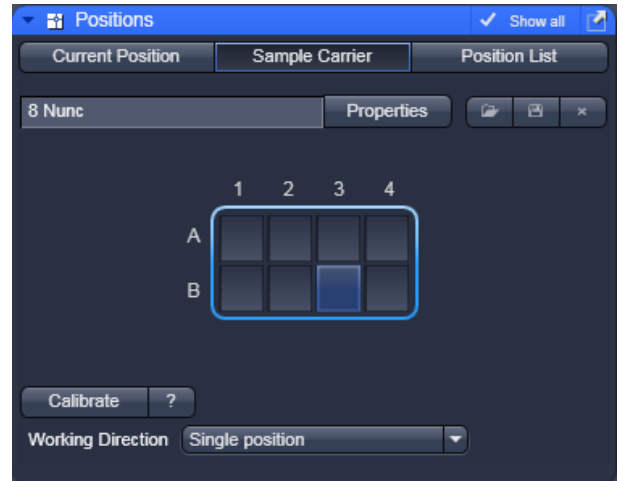 Positions Show all
Current Position Sample Carrier Position List
8 Nunc Properties
1 2 3 4
A
B
Calibrate ?
Working Direction Single position